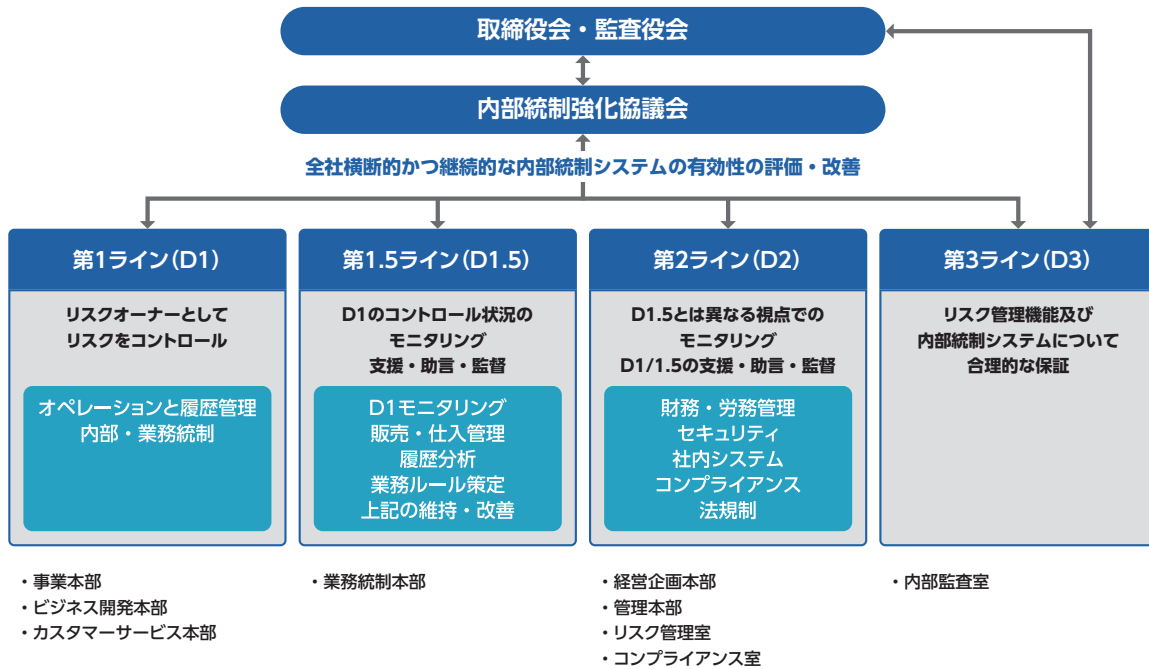 取締役会・監査役会
内部統制強化協議会
全社横断的かつ継続的な内部統制システムの有効性の評価・改善
第1ライン(D1)
リスクオーナーとして
リスクをコントロール
オペレーションと履歴管理
内部・業務統制
・事業本部
・ビジネス開発本部
・カスタマーサービス本部
第1.5ライン(D1.5)
D1のコントロール状況の
モニタリング
支援・助言・監督
D1モニタリング
販売・仕入管理
履歴分析
業務ルール策定
上記の維持・改善
・業務統制本部
第2ライン(D2)
D1.5とは異なる視点での
モニタリング
D1/1.5の支援・助言・監督
財務・労務管理
セキュリティ
社内システム
コンプライアンス
法規制
・経営企画本部
・管理本部
・リスク管理室
・コンプライアンス室
第3ライン(D3)
リスク管理機能及び
内部統制システムについて
合理的な保証
・内部監査室